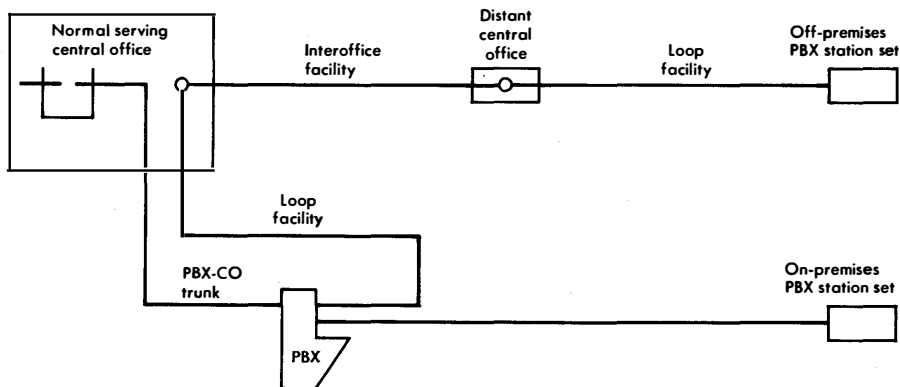 Normal serving
central office
Interoffice
facility
Distant
central
office
Loop
facility
Off-premises
PBX station set
Loop
facility
PBX-CO
trunk
PBX
On-premises
PBX station set